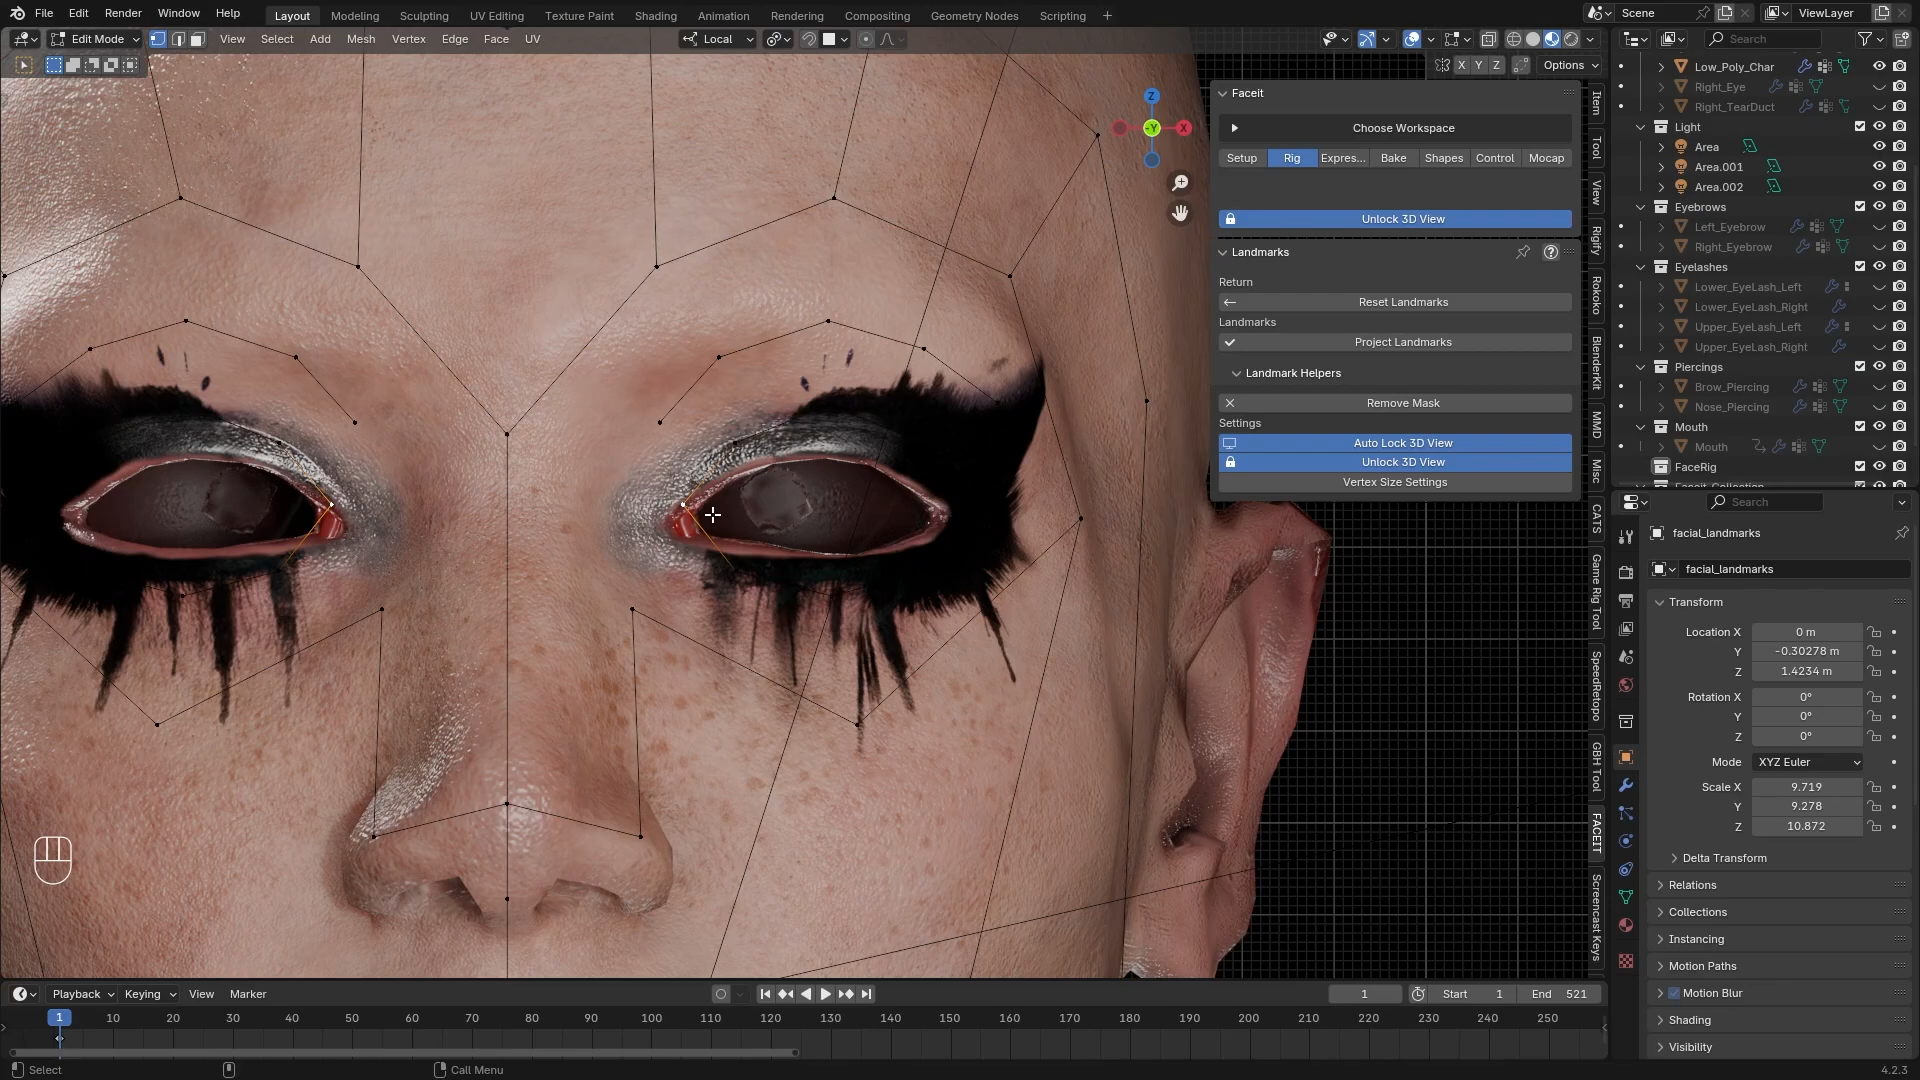 File Edit Render Window Help Layout Modeling Sculpting UV Editing Texture Paint Shading Animation Rendering Compositing Geometry Nodes Scripting + Scene ViewLayer
Edit Mode View Select Add Mesh Vertex Edge Face UV Local Search
X Y Z Options
Z
-Y
X
Faceit
Choose Workspace
Setup Rig Expres... Bake Shapes Control Mocap
Unlock 3D View
Landmarks
Return
Reset Landmarks
Landmarks
Project Landmarks
Landmark Helpers
Remove Mask
Settings
Auto Lock 3D View
Unlock 3D View
Vertex Size Settings
Item
Tool
View
Rigify
Rokoko
BlenderKit
MMD
Misc
CATS
Game Rig Tool
SpeedRetopo
GBH Tool
FACEIT
Screencast Keys
Low_Poly_Char
Right_Eye
Right_TearDuct
Light
Area
Area.001
Area.002
Eyebrows
Left_Eyebrow
Right_Eyebrow
Eyelashes
Lower_EyeLash_Left
Lower_EyeLash_Right
Upper_EyeLash_Left
Upper_EyeLash_Right
Piercings
Brow_Piercing
Nose_Piercing
Mouth
Mouth
FaceRig
Faceit_Collection
Search
facial_landmarks
facial_landmarks
Transform
Location X 0 m
Y -0.30278 m
Z 1.4234 m
Rotation X 0°
Y 0°
Z 0°
Mode XYZ Euler
Scale X 9.719
Y 9.278
Z 10.872
Delta Transform
Relations
Collections
Instancing
Motion Paths
Motion Blur
Shading
Visibility
Playback Keying View Marker 1 Start 1 End 521
1 10 20 30 40 50 60 70 80 90 100 110 120 130 140 150 160 170 180 190 200 210 220 230 240 250
Select Call Menu 4.2.3